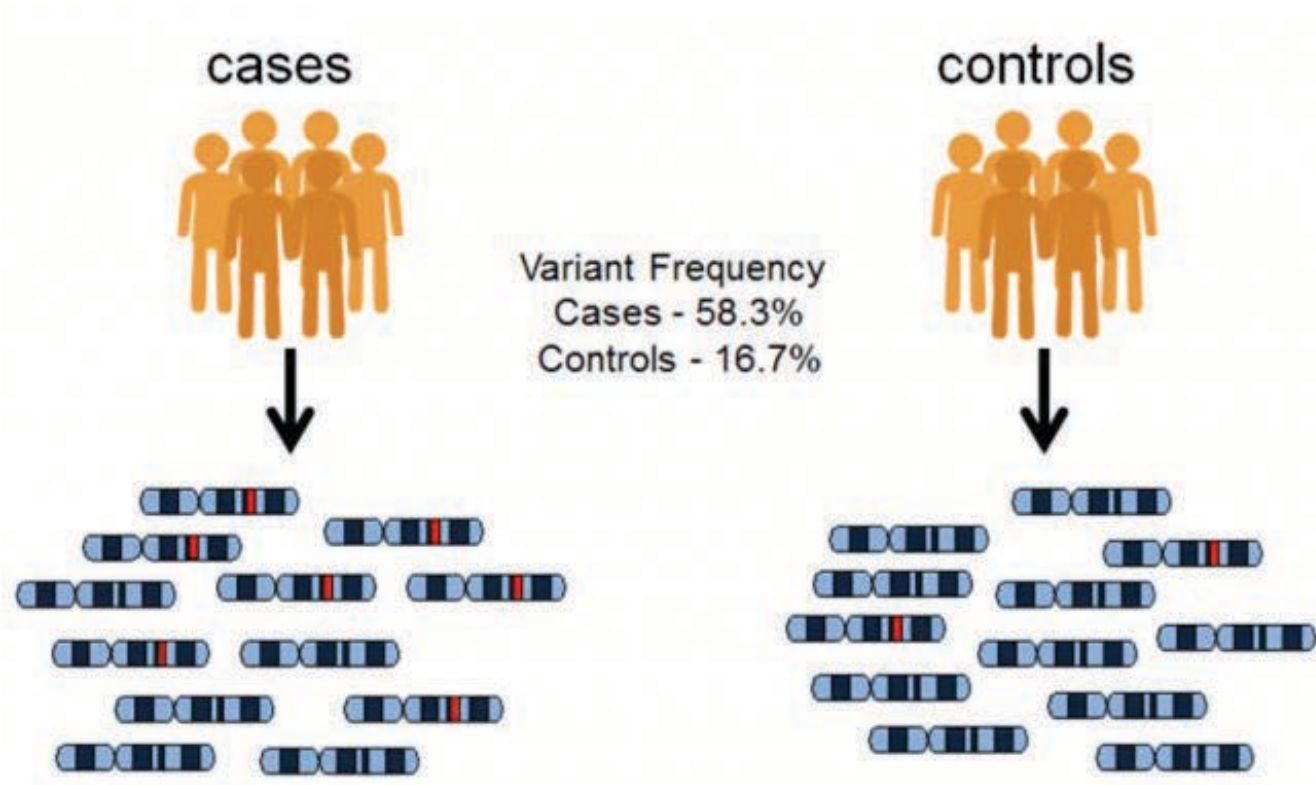 cases
controls
Variant Frequency
Cases - 58.3%
Controls - 16.7%